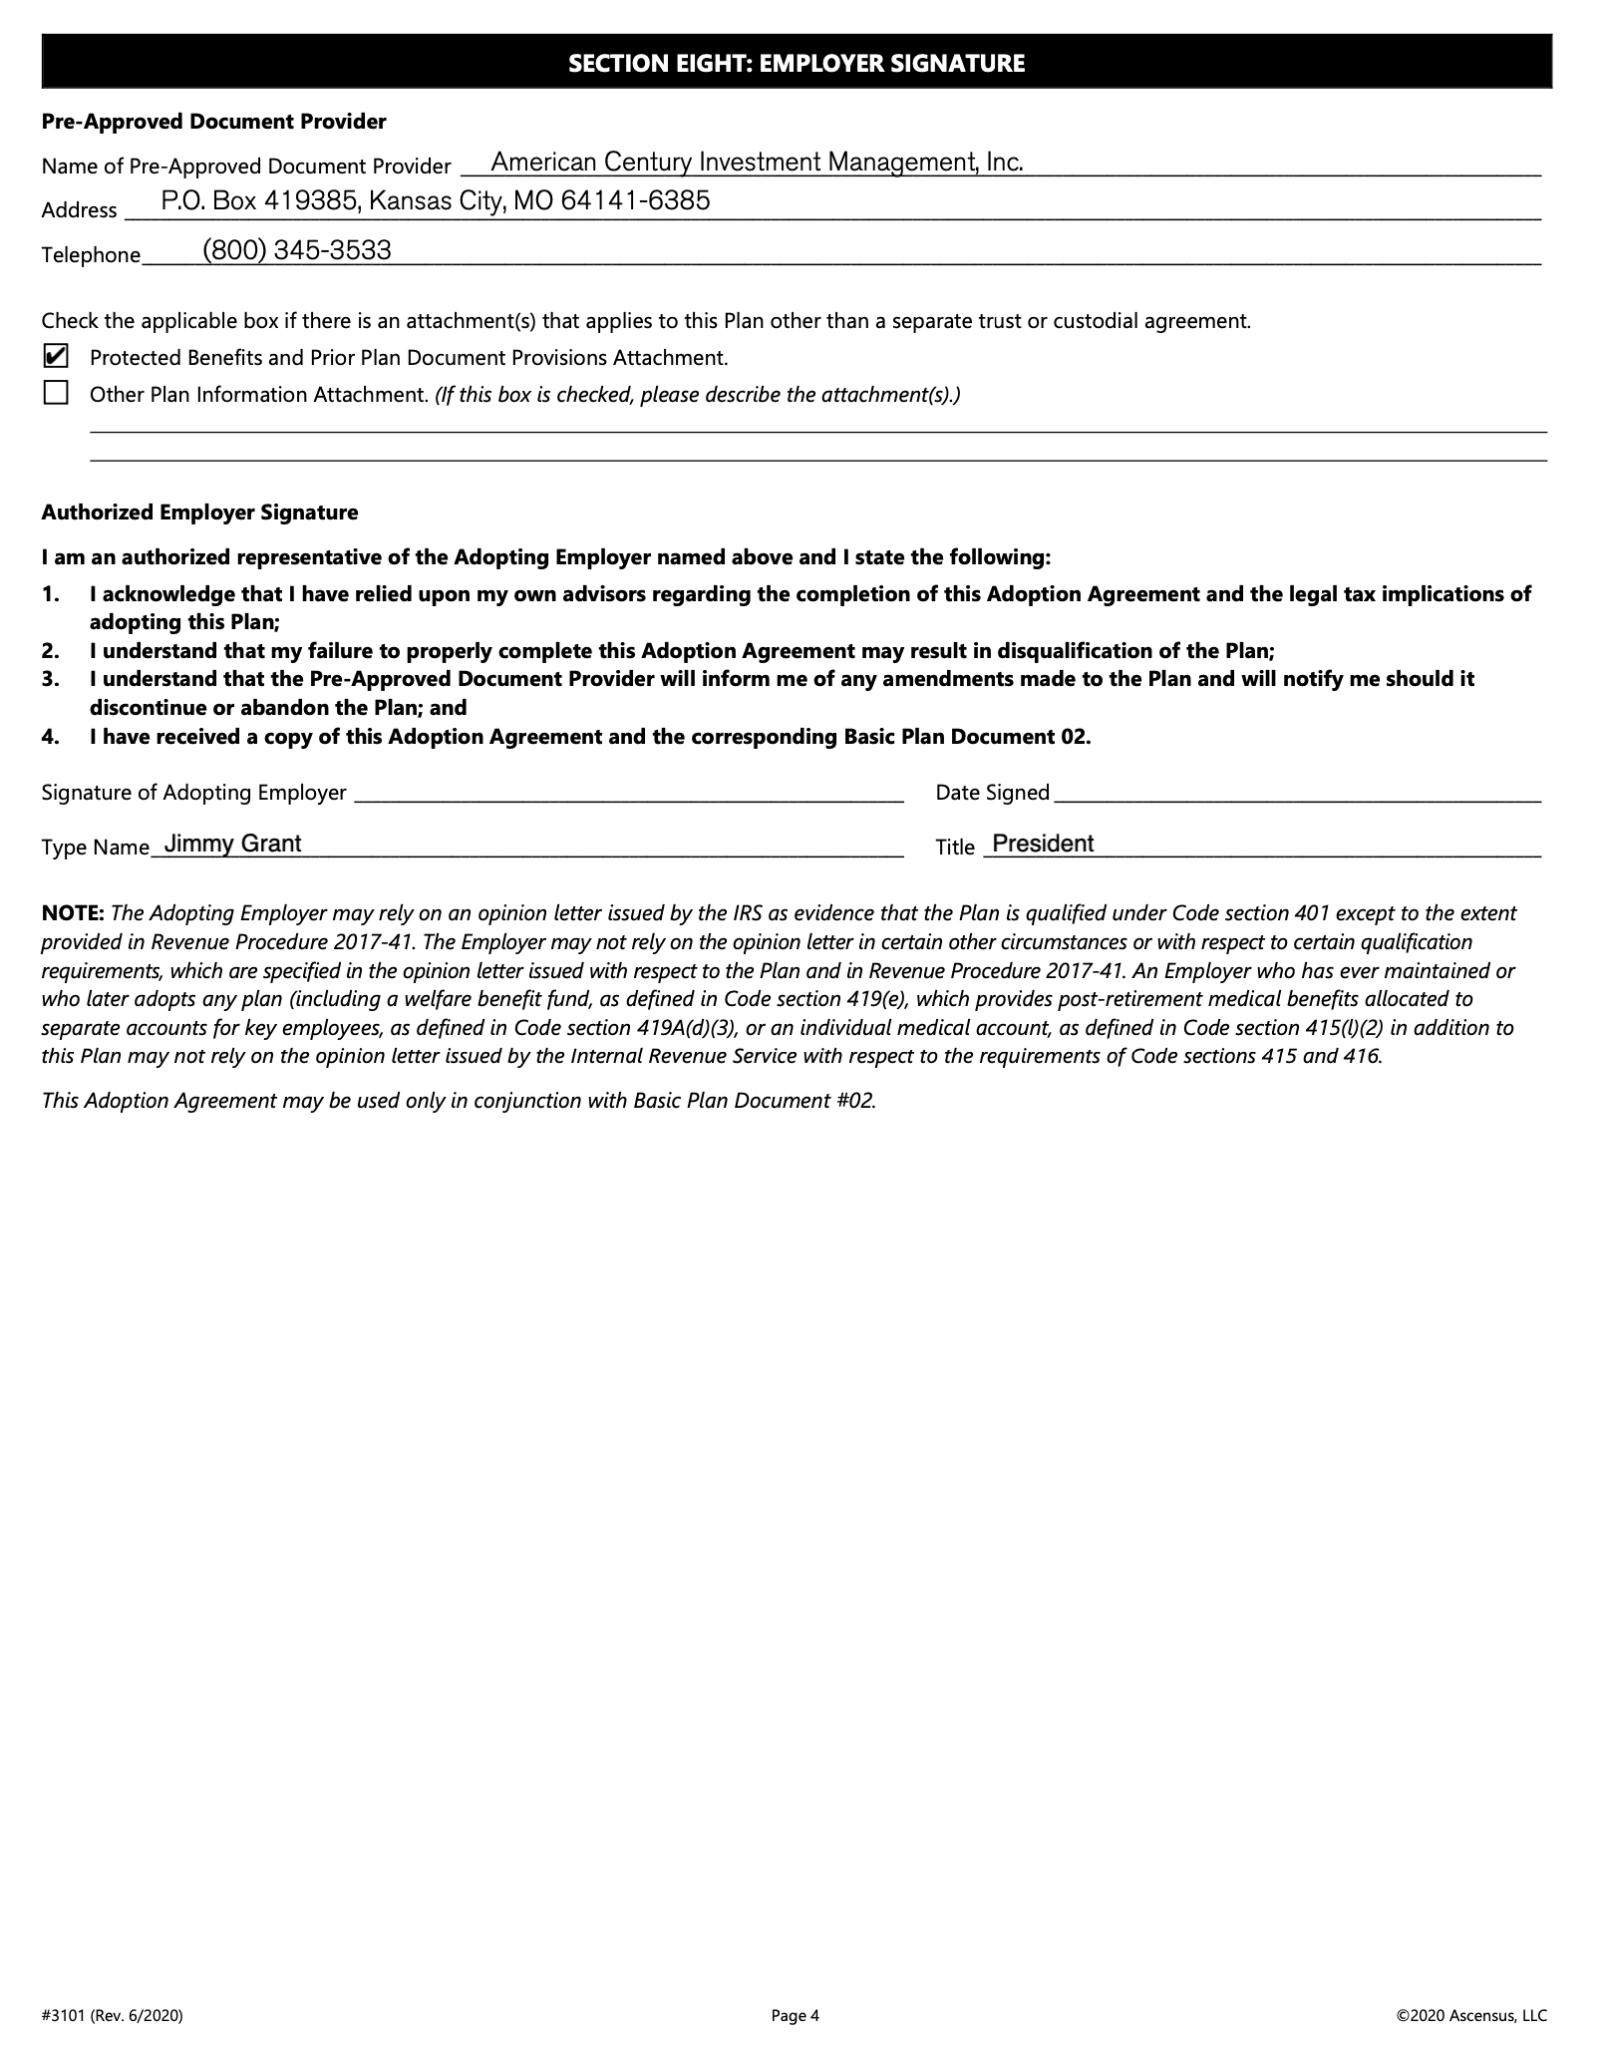 SECTION EIGHT: EMPLOYER SIGNATURE
Pre-Approved Document Provider
Name of Pre-Approved Document Provider American Century Investment Management, Inc.
Address P.O. Box 419385, Kansas City, MO 64141-6385
Telephone (800) 345-3533
Check the applicable box if there is an attachment(s) that applies to this Plan other than a separate trust or custodial agreement.
✔ Protected Benefits and Prior Plan Document Provisions Attachment.
Other Plan Information Attachment. (If this box is checked, please describe the attachment(s).)
Authorized Employer Signature
I am an authorized representative of the Adopting Employer named above and I state the following:
1. I acknowledge that I have relied upon my own advisors regarding the completion of this Adoption Agreement and the legal tax implications of
adopting this Plan;
2. I understand that my failure to properly complete this Adoption Agreement may result in disqualification of the Plan;
3. I understand that the Pre-Approved Document Provider will inform me of any amendments made to the Plan and will notify me should it
discontinue or abandon the Plan; and
4. I have received a copy of this Adoption Agreement and the corresponding Basic Plan Document 02.
Signature of Adopting Employer Date Signed
Type Name Jimmy Grant Title President
NOTE: The Adopting Employer may rely on an opinion letter issued by the IRS as evidence that the Plan is qualified under Code section 401 except to the extent
provided in Revenue Procedure 2017-41. The Employer may not rely on the opinion letter in certain other circumstances or with respect to certain qualification
requirements, which are specified in the opinion letter issued with respect to the Plan and in Revenue Procedure 2017-41. An Employer who has ever maintained or
who later adopts any plan (including a welfare benefit fund, as defined in Code section 419(e), which provides post-retirement medical benefits allocated to
separate accounts for key employees, as defined in Code section 419A(d)(3), or an individual medical account, as defined in Code section 415(l)(2) in addition to
this Plan may not rely on the opinion letter issued by the Internal Revenue Service with respect to the requirements of Code sections 415 and 416.
This Adoption Agreement may be used only in conjunction with Basic Plan Document #02.
#3101 (Rev. 6/2020) Page 4 ©2020 Ascensus, LLC